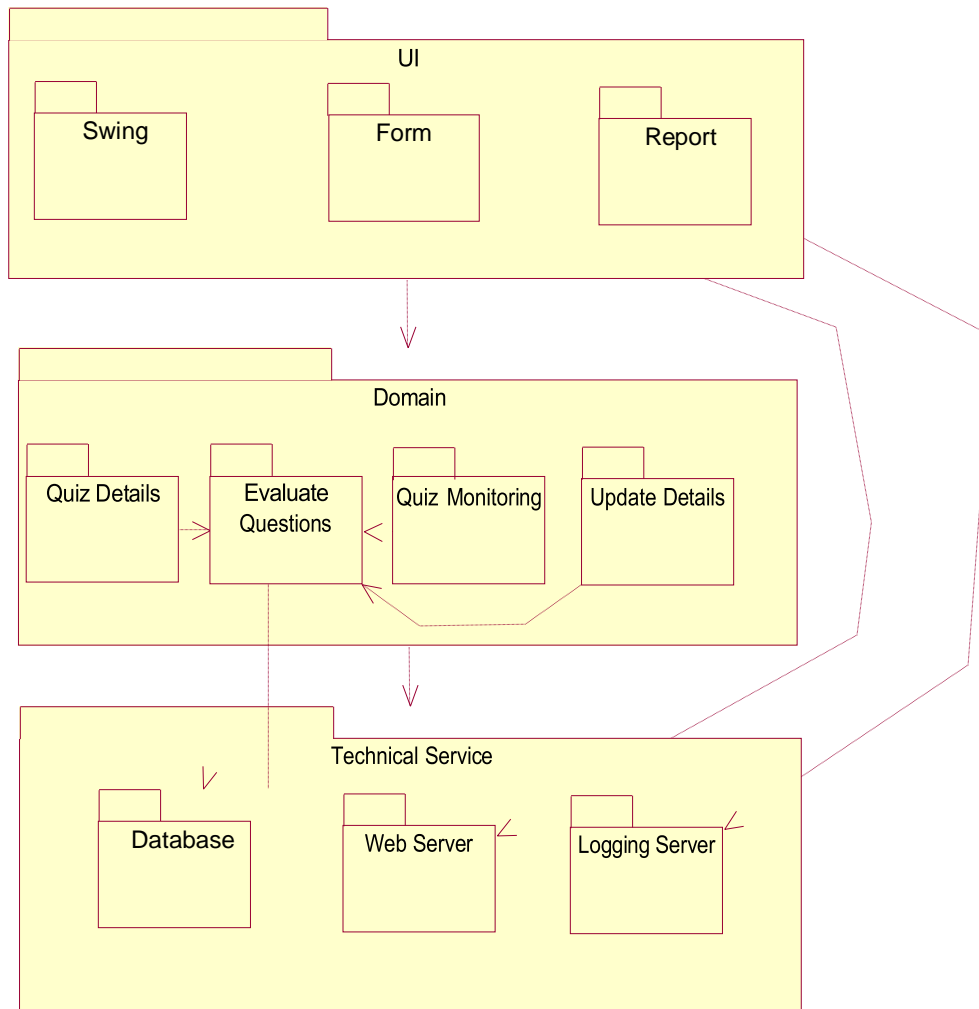 UI
Swing
Form
Report
Domain
Quiz Details
Evaluate
Questions
Quiz Monitoring
Update Details
Technical Service
Database
Web Server
Logging Server